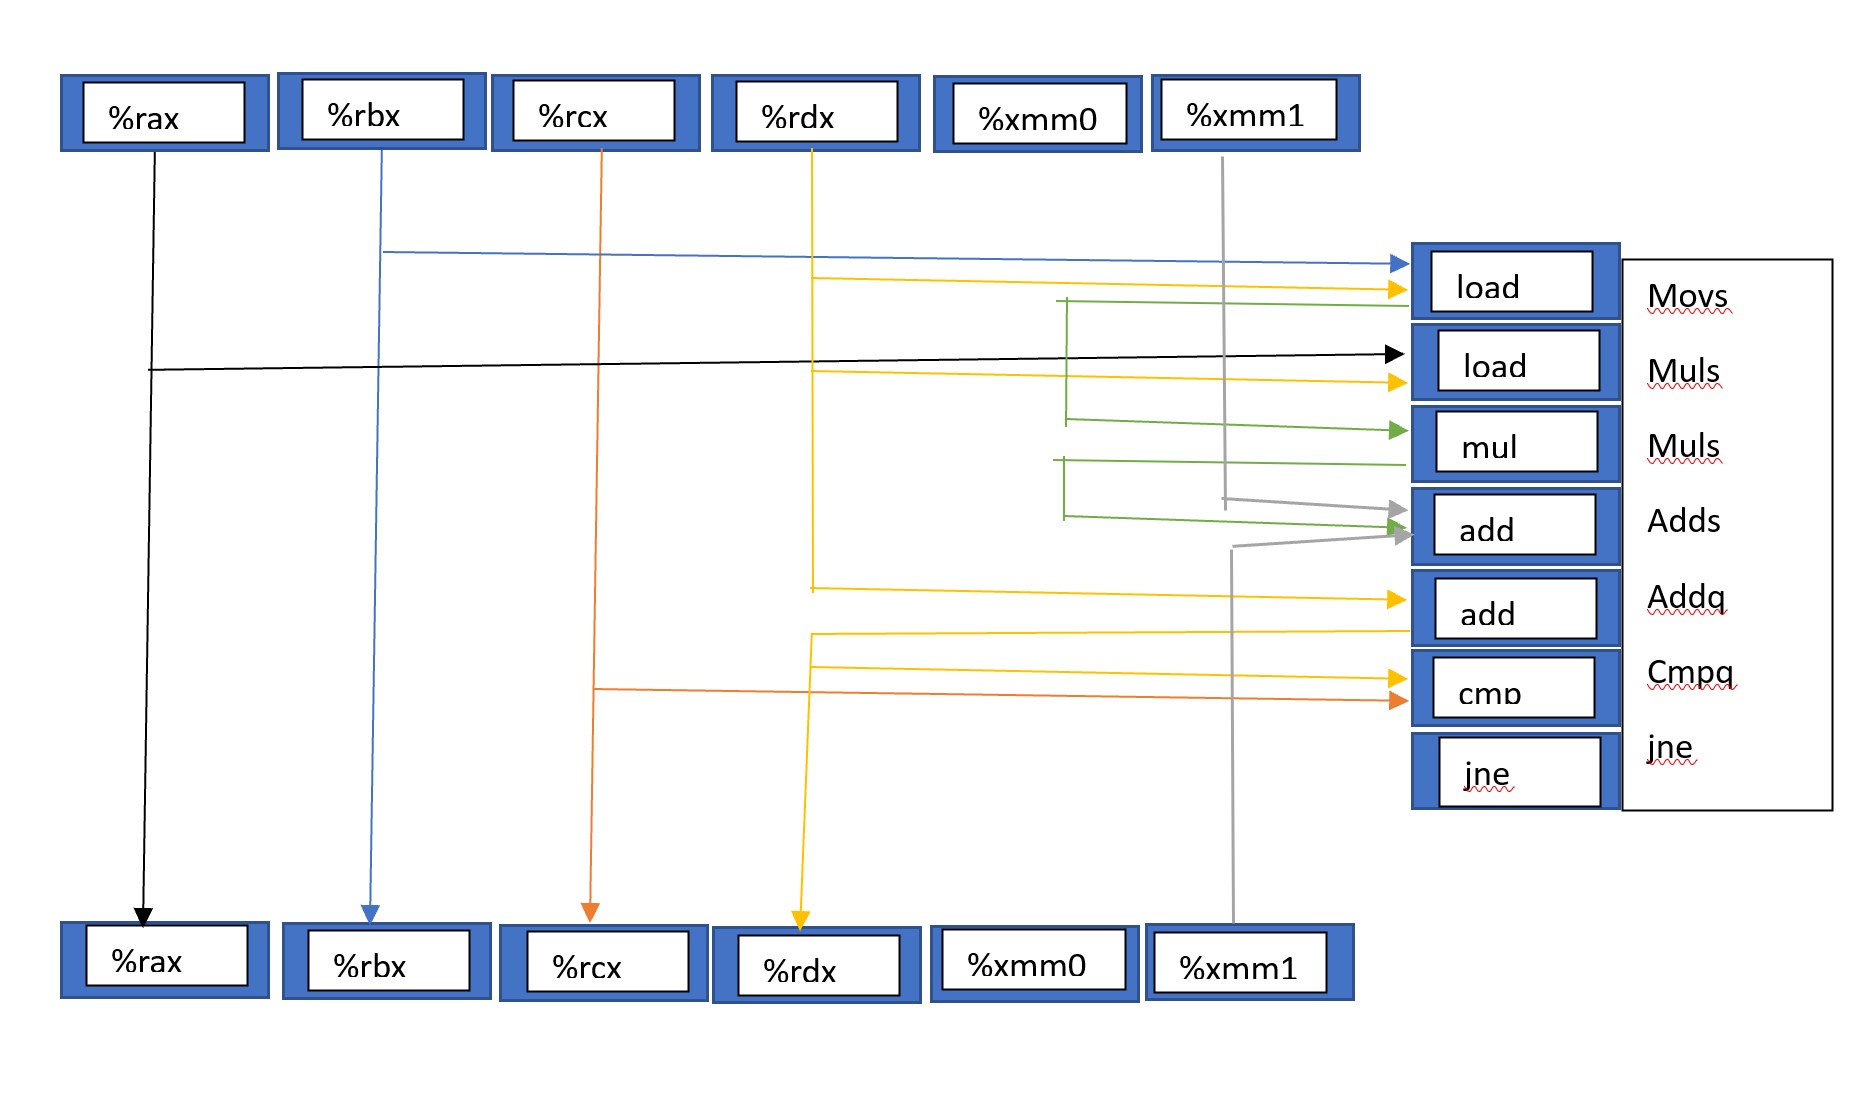 %rax
%rbx
%rcx
%rdx
%xmm0
%xmm1
load
load
mul
add
add
cmp
jne
Movs
Muls
Muls
Adds
Addq
Cmpq
jne
%rax
%rbx
%rcx
%rdx
%xmm0
%xmm1